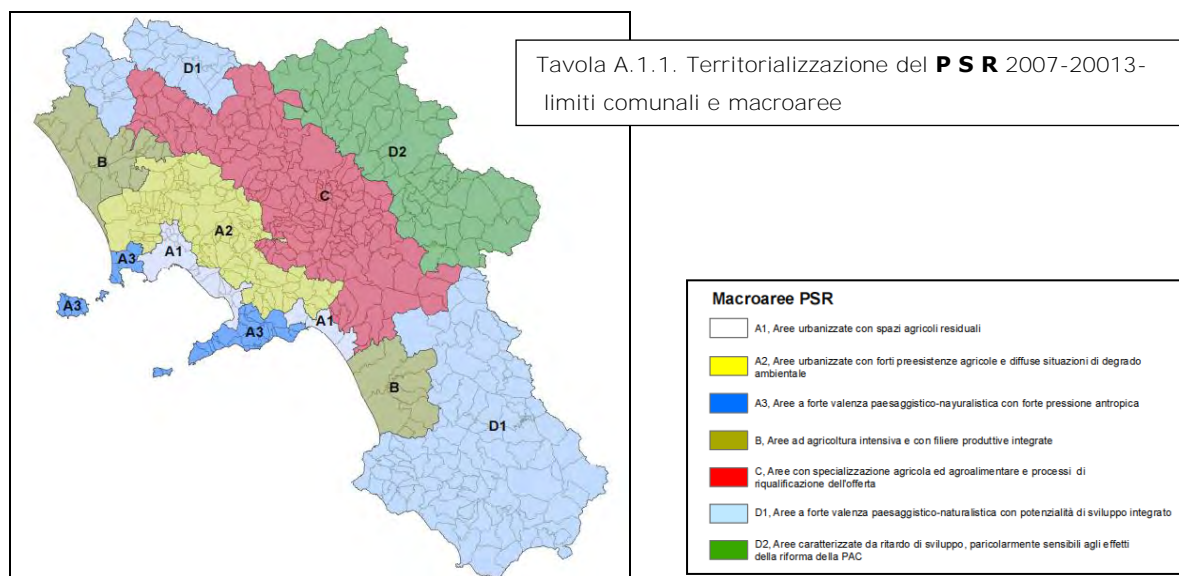 Tavola A.1.1. Territorializzazione del P S R 2007-20013-
limiti comunali e macroaree
D1
D2
B
C
A2
A1
A3
A3
A3
A1
B
D1
Macroaree PSR
A1, Aree urbanizzate con spazi agricoli residuali
A2, Aree urbanizzate con forti preesistenze agricole e diffuse situazioni di degrado
ambientale
A3, Area a forte valenza paesaggistico-nayuralistica con forte pressione antropica
B, Aree ad agricoltura intensiva e con filiere produttive integrate
C, Aree con specializzazione agricola ed agroalimentare e processi di
riqualificazione dell'offerta
D1, Aree a forte valenza paesaggistico-naturalistica con potenzialità di sviluppo integrato
D2, Aree caratterizzate da ritardo di sviluppo, paricolarmente sensibili agli effetti
della riforma della PAC